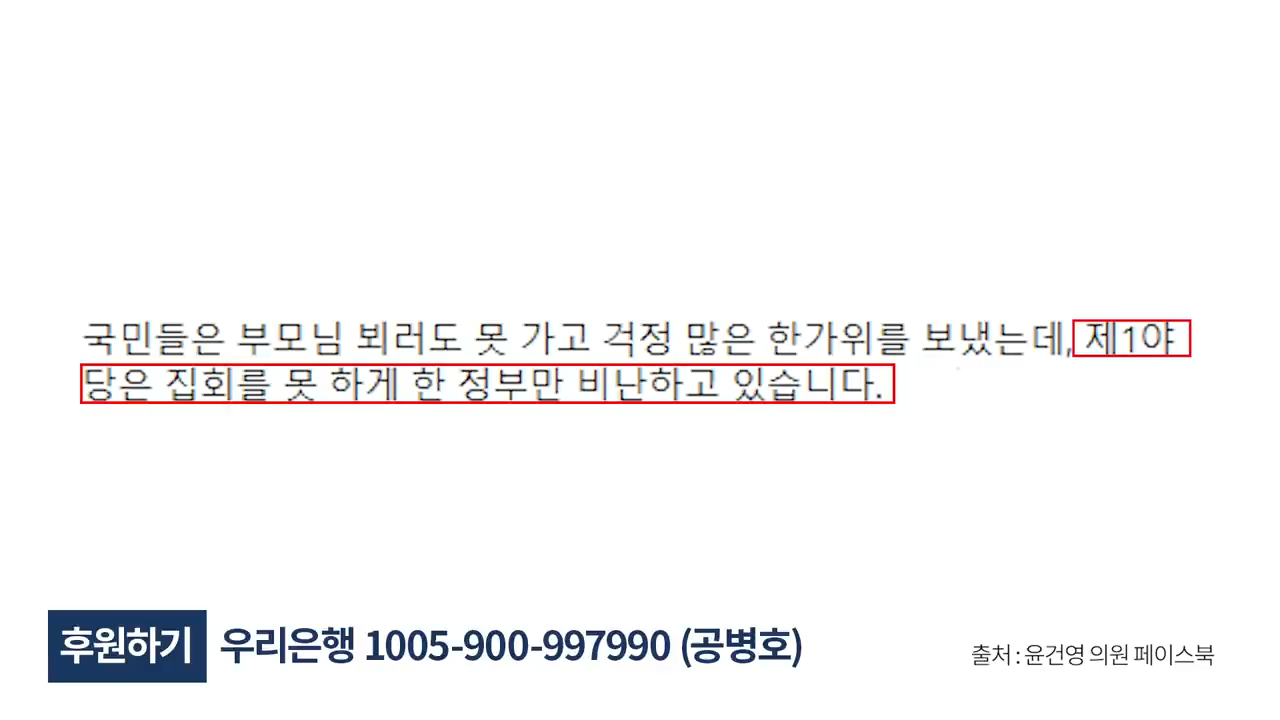 국민들은 부모님 뵈러도 못 가고 걱정 많은 한가위를 보냈는데, 제1야
당은 집회를 못 하게 한 정부만 비난하고 있습니다.
후원하기 우리은행 1005-900-997990 (공병호)
출처 : 윤건영 의원 페이스북